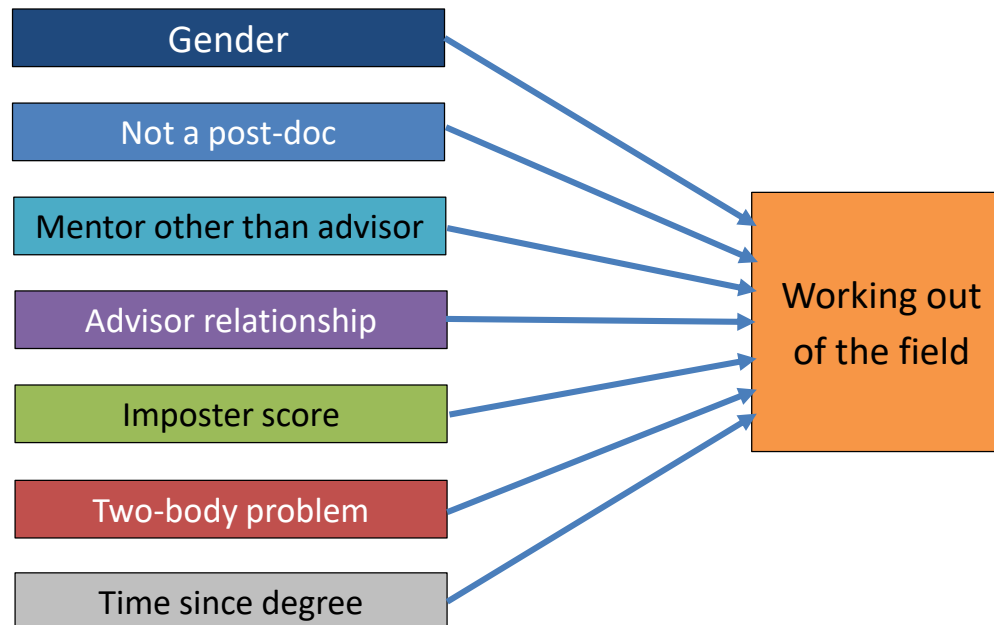 Gender
Not a post-doc
Mentor other than advisor
Advisor relationship
Imposter score
Two-body problem
Time since degree
Working out
of the field